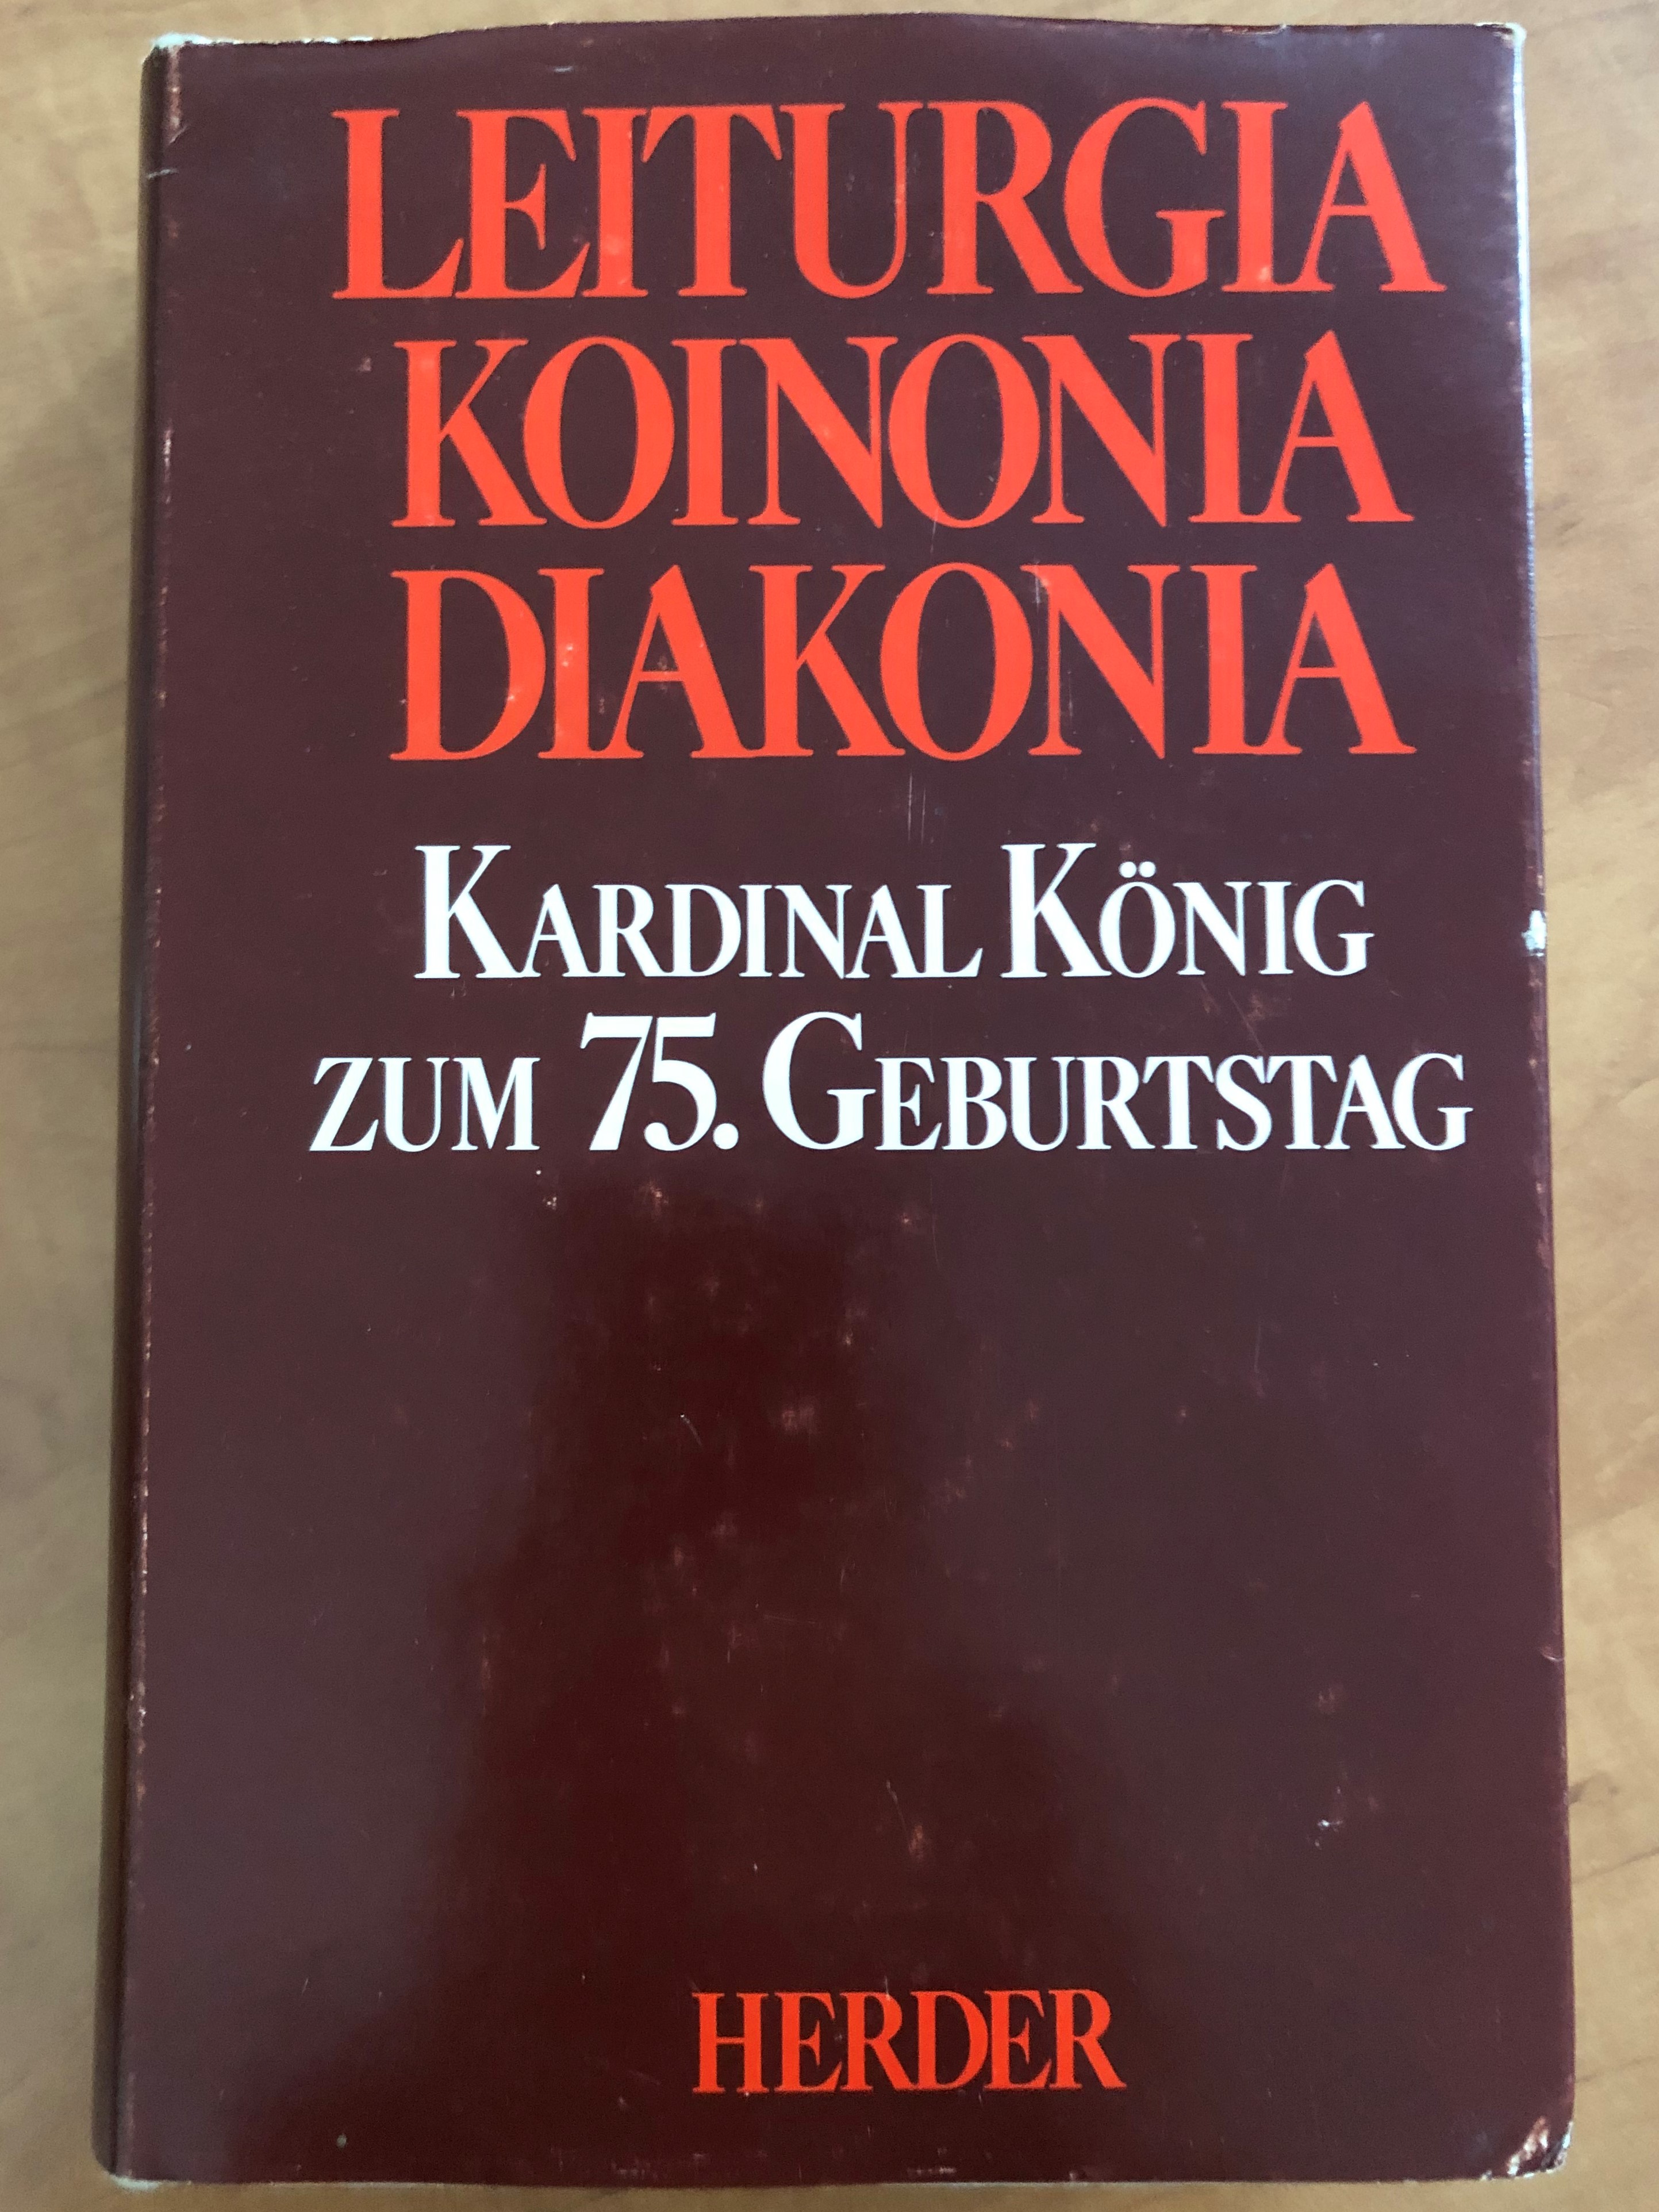 LEITURGIA
KOINONIA
DIAKONIA
KARDINAL KÖNIG
ZUM 75. GEBURTSTAG
HERDER